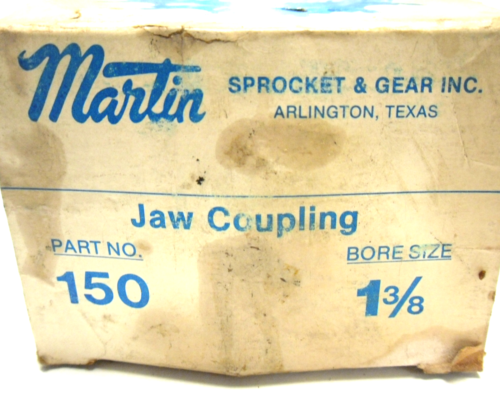 Martin
SPROCKET & GEAR INC.
ARLINGTON, TEXAS
Jaw Coupling
PART NO.
150
BORE SIZE
1 3/8